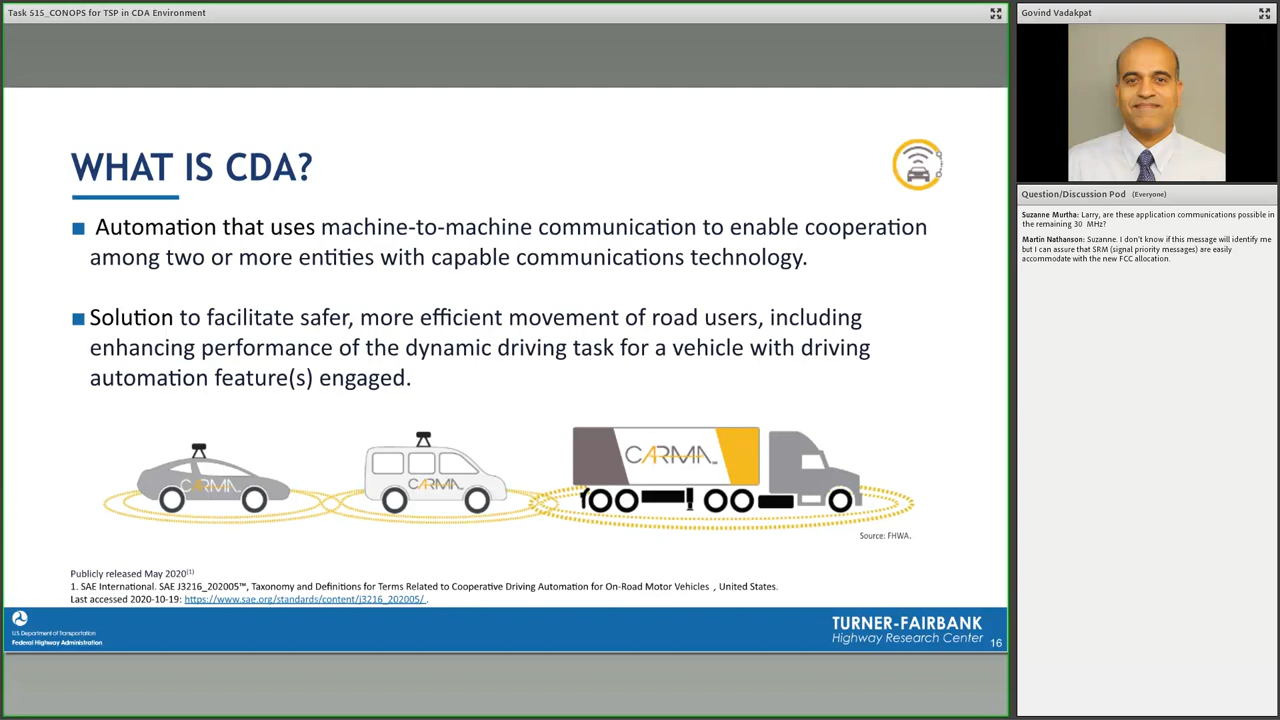 Task 515_CONOPS for TSP in CDA Environment
WHAT IS CDA?
■ Automation that uses machine-to-machine communication to enable cooperation
among two or more entities with capable communications technology.
■ Solution to facilitate safer, more efficient movement of road users, including
enhancing performance of the dynamic driving task for a vehicle with driving
automation feature(s) engaged.
CARMA
CARMA
CARMA
Source: FHWA.
Publicly released May 2020(1)
1. SAE International. SAE J3216_202005™, Taxonomy and Definitions for Terms Related to Cooperative Driving Automation for On-Road Motor Vehicles , United States.
Last accessed 2020-10-19: https://www.sae.org/standards/content/j3216_202005/ .
U.S. Department of Transportation
Federal Highway Administration
TURNER-FAIRBANK
Highway Research Center
16
Govind Vadakpat
Question/Discussion Pod (Everyone)
Suzanne Murtha: Larry, are these application communications possible in
the remaining 30 MHz?
Martin Nathanson: Suzanne. I don't know if this message will identify me
but I can assure that SRM (signal priority messages) are easily
accommodate with the new FCC allocation.